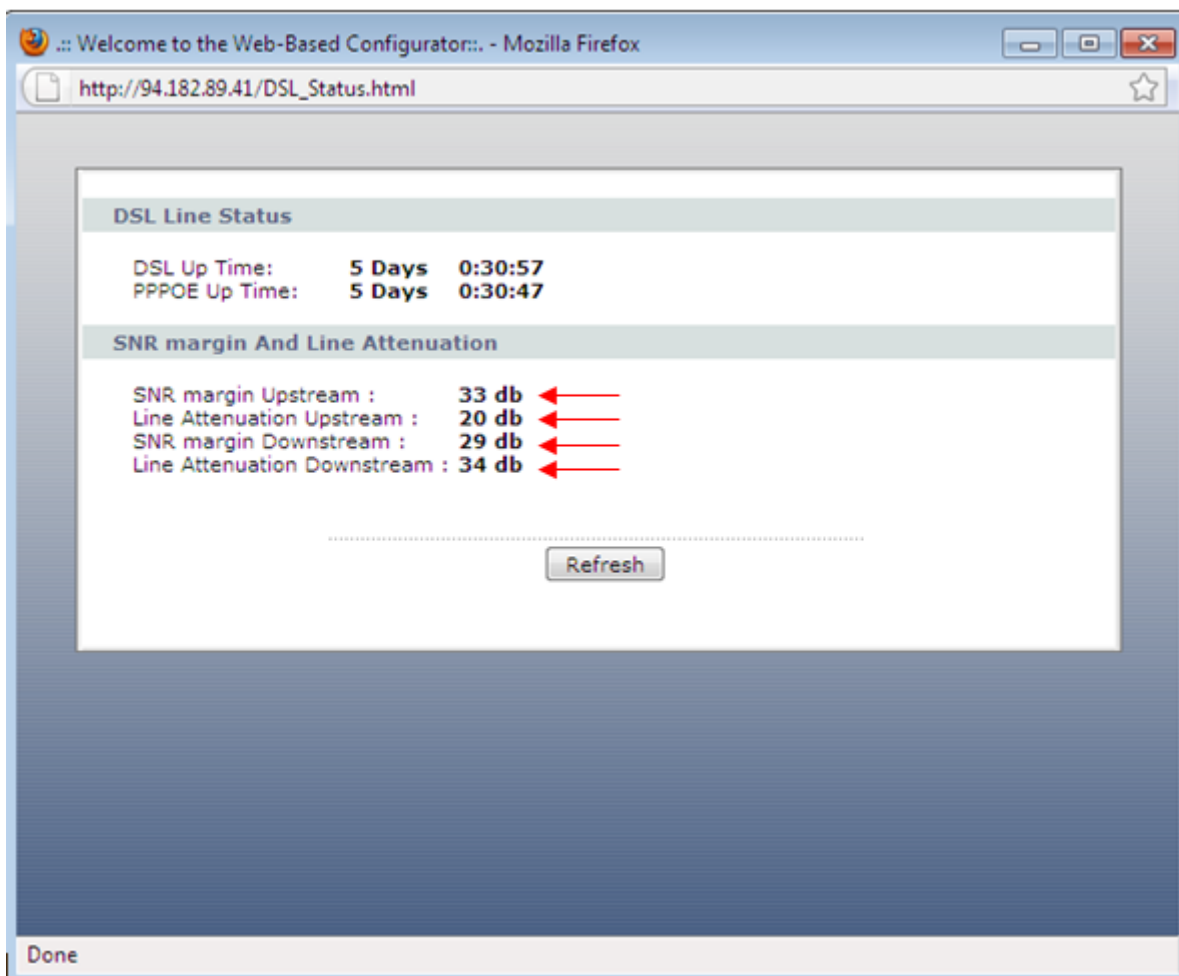 .:: Welcome to the Web-Based Configurator::. - Mozilla Firefox
http://94.182.89.41/DSL_Status.html
DSL Line Status
DSL Up Time: 5 Days 0:30:57
PPPOE Up Time: 5 Days 0:30:47
SNR margin And Line Attenuation
SNR margin Upstream : 33 db
Line Attenuation Upstream : 20 db
SNR margin Downstream : 29 db
Line Attenuation Downstream : 34 db
Refresh
Done